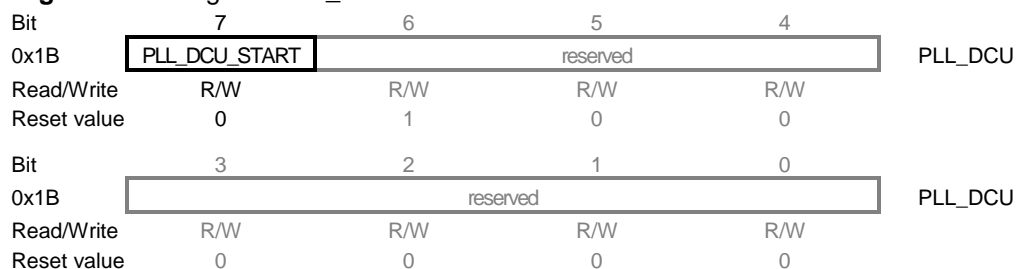 Bit 7 6 5 4
0x1B PLL_DCU_START reserved PLL_DCU
Read/Write R/W R/W R/W R/W
Reset value 0 1 0 0
Bit 3 2 1 0
0x1B reserved PLL_DCU
Read/Write R/W R/W R/W R/W
Reset value 0 0 0 0